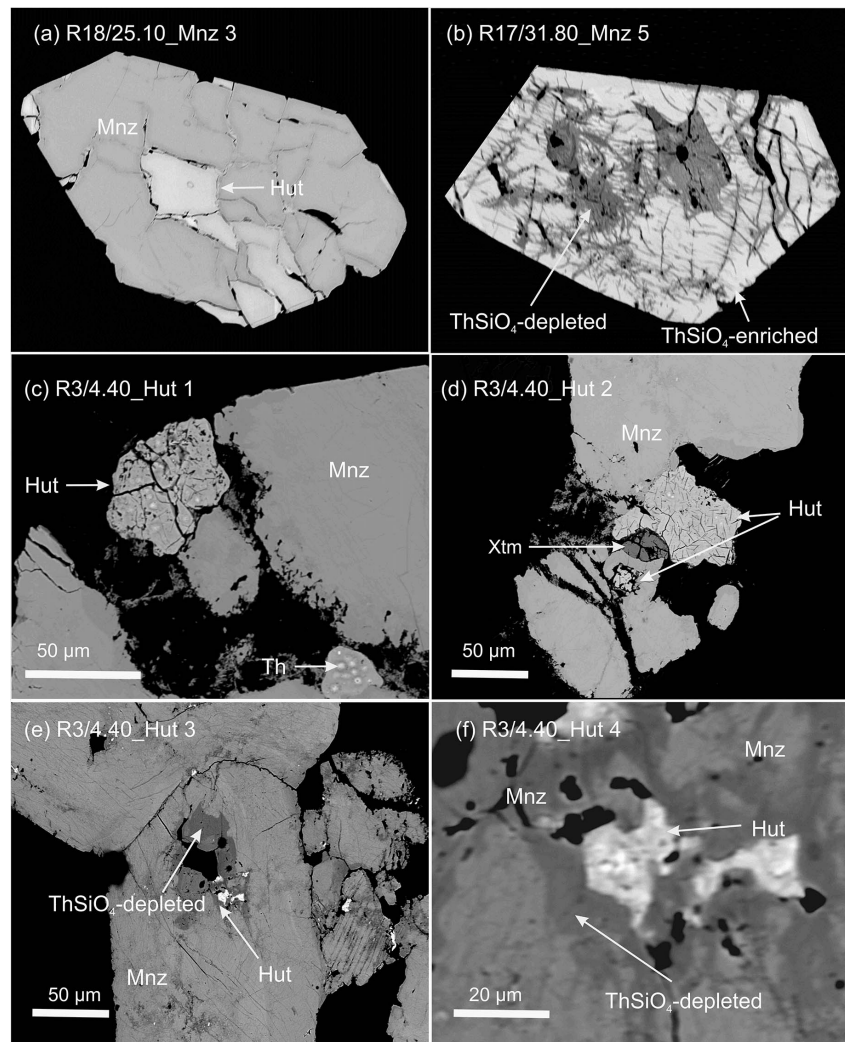 (a) R18/25.10_Mnz 3
Mnz
Hut
(b) R17/31.80_Mnz 5
ThSiO₄-depleted
ThSiO₄-enriched
(c) R3/4.40_Hut 1
Hut
Mnz
Th
50 µm
(d) R3/4.40_Hut 2
Mnz
Hut
Xtm
50 µm
(e) R3/4.40_Hut 3
ThSiO₄-depleted
Hut
Mnz
50 µm
(f) R3/4.40_Hut 4
Mnz
Mnz
Hut
ThSiO₄-depleted
20 µm